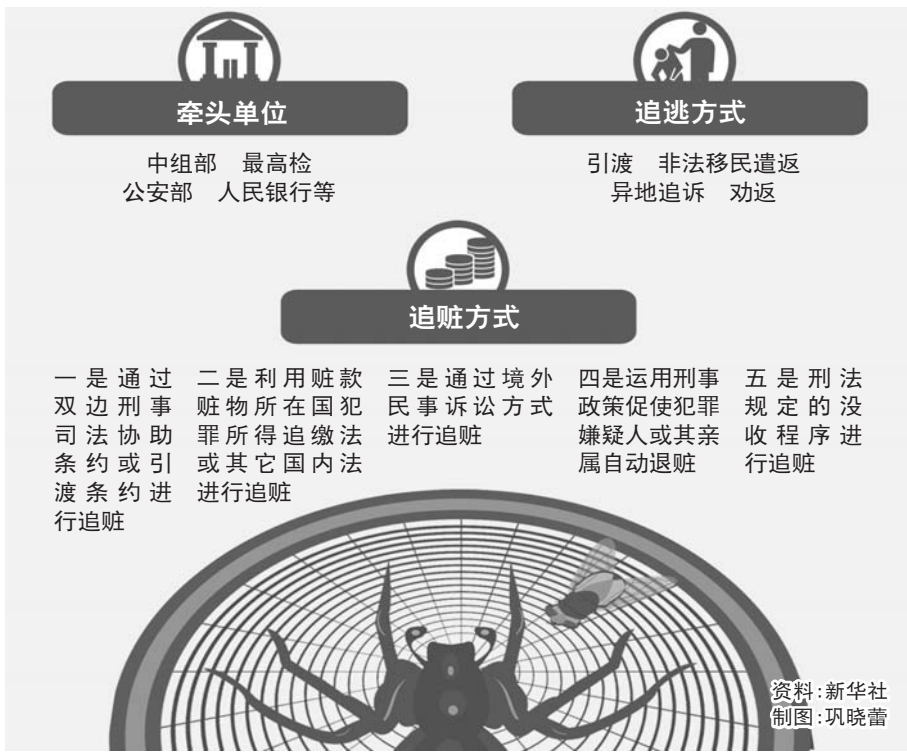 牵头单位
中组部 最高检
公安部 人民银行等
追逃方式
引渡 非法移民遣返
异地追诉 劝返
追赃方式
一是通过
双边刑事
司法协助
条约或引
渡条约进
行追赃
二是利用赃款
赃物所在国犯
罪所得追缴法
或其它国内法
进行追赃
三是通过境外
民事诉讼方式
进行追赃
四是运用刑事
政策促使犯罪
嫌疑人或其亲
属自动退赃
五是刑法
规定的没
收程序进
行追赃
资料:新华社
制图:巩晓蕾